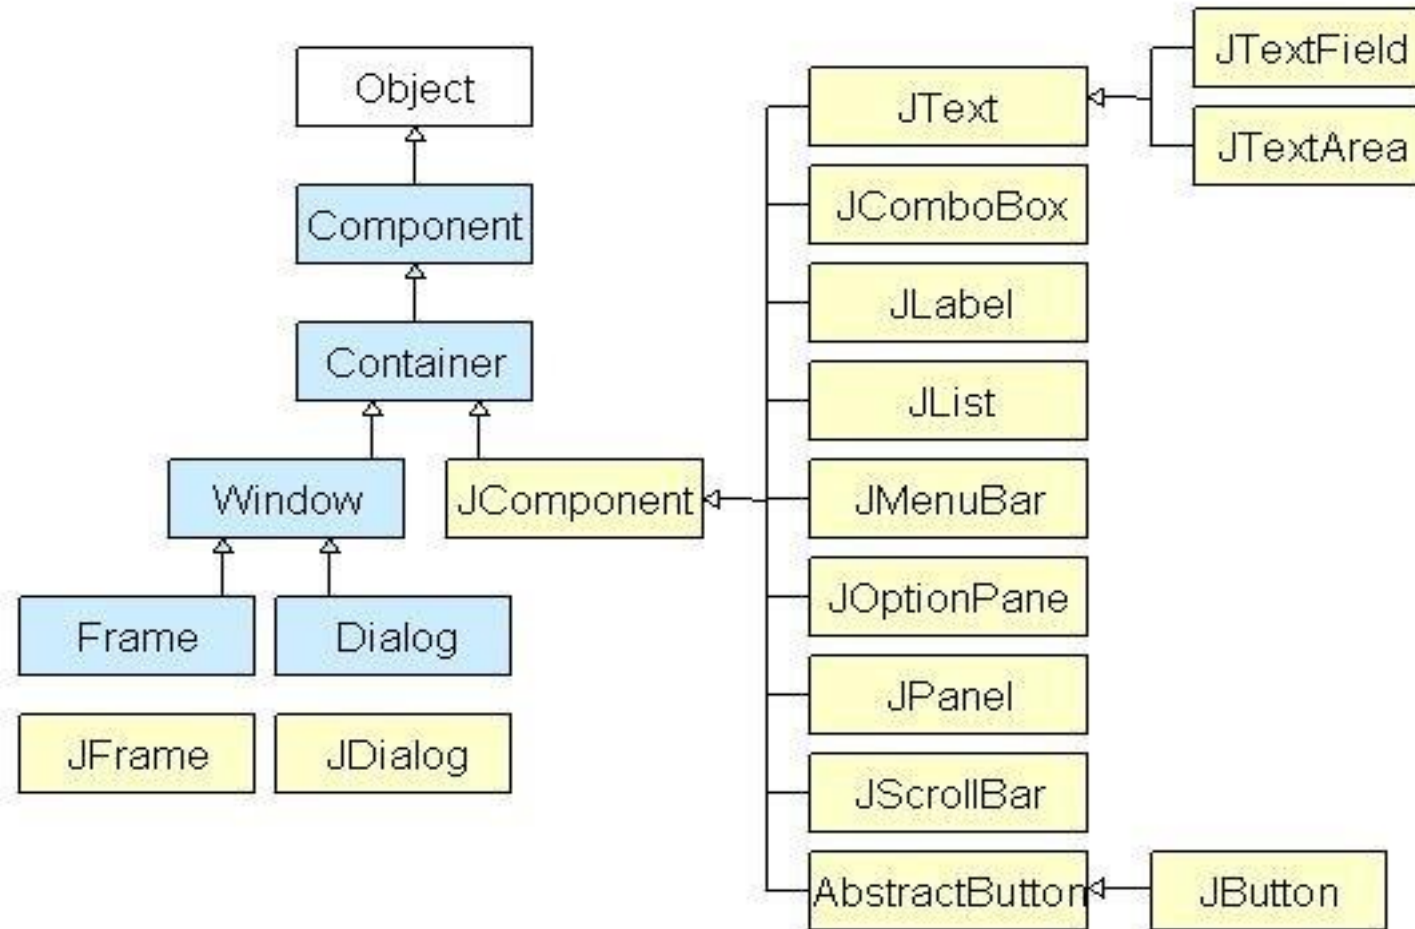 Object
Component
Container
Window
JComponent
Frame
Dialog
JFrame
JDialog
JText
JComboBox
JLabel
JList
JMenuBar
JOptionPane
JPanel
JScrollBar
AbstractButton
JTextField
JTextArea
JButton